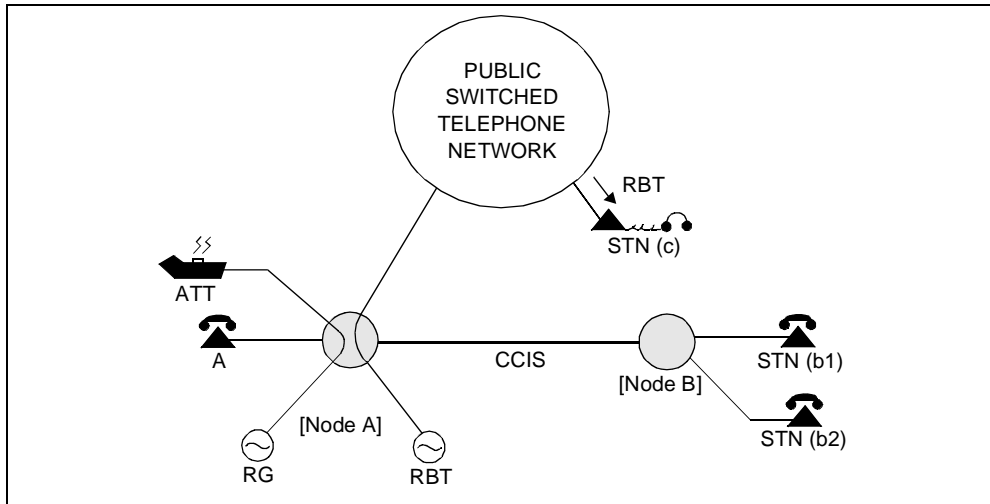 PUBLIC
SWITCHED
TELEPHONE
NETWORK
RBT
STN (c)
ATT
A
CCIS
STN (b1)
[Node B]
[Node A]
STN (b2)
RG
RBT